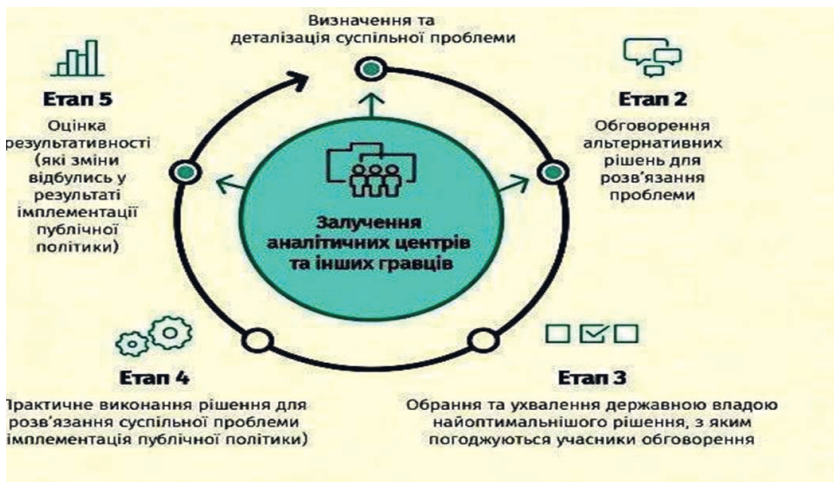 Визначення та
деталізація суспільної проблеми
Етап 2
Обговорення
альтернативних
рішень для
розв’язання
проблеми
Етап 3
Обрання та ухвалення державною владою
найоптимальнішого рішення, з яким
погоджуються учасники обговорення
Етап 4
Практичне виконання рішення для
розв’язання суспільної проблеми
імплементація публічної політики)
Етап 5
Оцінка
результативності
(які зміни
відбулись у
результаті
імплементації
публічної
політики)
Залучення
аналітичних центрів
та інших гравців